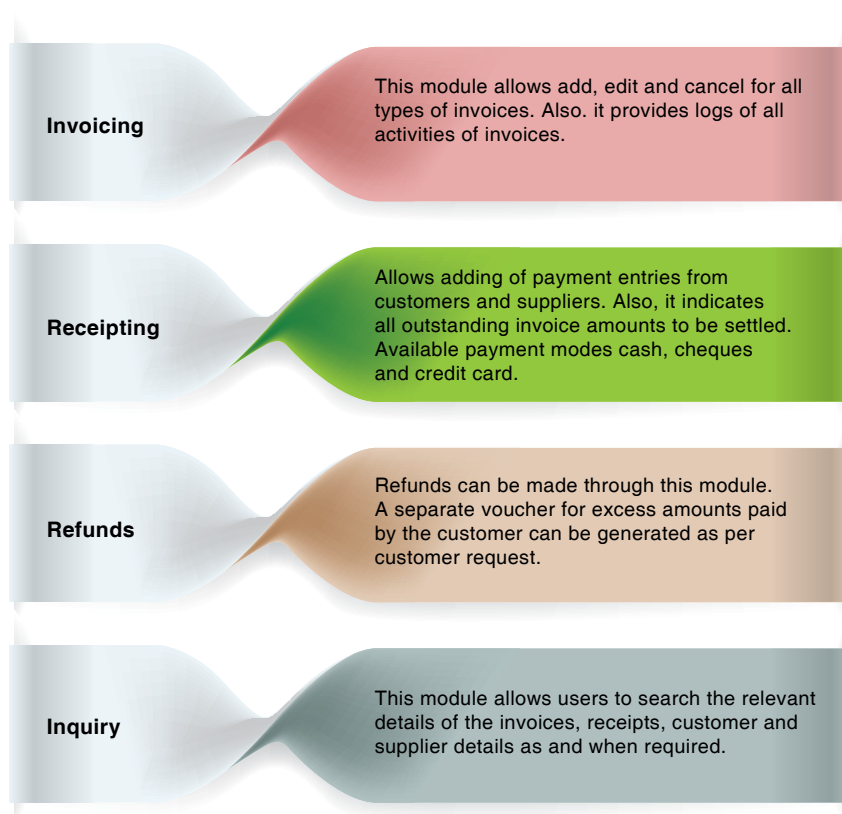 Invoicing
This module allows add, edit and cancel for all
types of invoices. Also. it provides logs of all
activities of invoices.
Receipting
Allows adding of payment entries from
customers and suppliers. Also, it indicates
all outstanding invoice amounts to be settled.
Available payment modes cash, cheques
and credit card.
Refunds
Refunds can be made through this module.
A separate voucher for excess amounts paid
by the customer can be generated as per
customer request.
Inquiry
This module allows users to search the relevant
details of the invoices, receipts, customer and
supplier details as and when required.